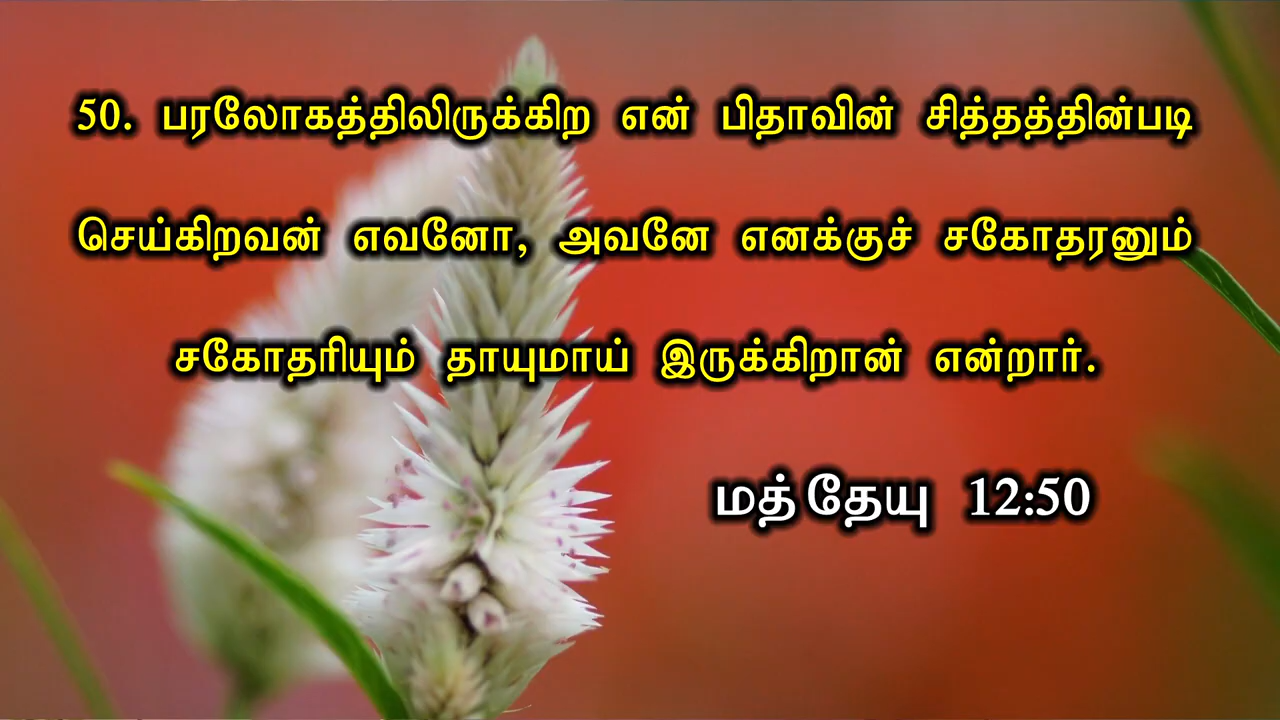 50. பரலோகத்திலிருக்கிற என் பிதாவின் சித்தத்தின்படி
செய்கிறவன் எவனோ, அவனே எனக்குச் சகோதரனும்
சகோதரியும் தாயுமாய் இருக்கிறான் என்றார்.
மத்தேயு 12:50